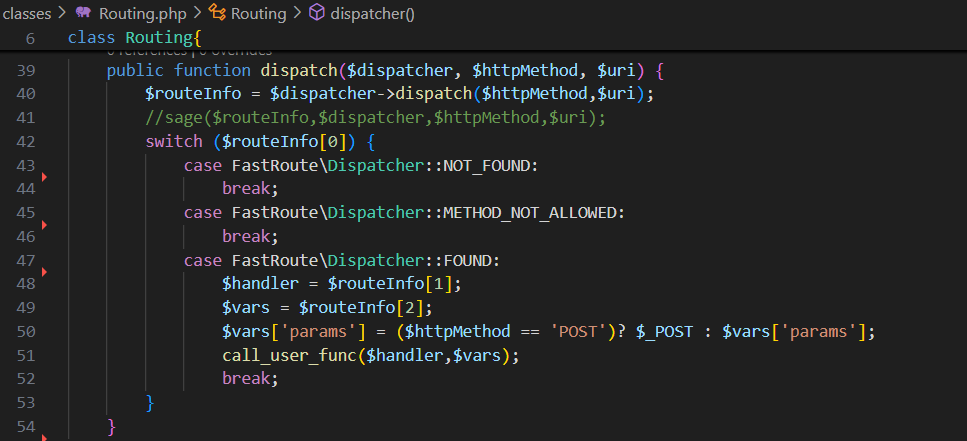 classes > Routing.php > Routing > dispatcher()
6 class Routing{
0 references | 0 overrides
39 public function dispatch($dispatcher, $httpMethod, $uri) {
40 $routeInfo = $dispatcher->dispatch($httpMethod,$uri);
41 //sage($routeInfo,$dispatcher,$httpMethod,$uri);
42 switch ($routeInfo[0]) {
43 case FastRoute\Dispatcher::NOT_FOUND:
44 break;
45 case FastRoute\Dispatcher::METHOD_NOT_ALLOWED:
46 break;
47 case FastRoute\Dispatcher::FOUND:
48 $handler = $routeInfo[1];
49 $vars = $routeInfo[2];
50 $vars['params'] = ($httpMethod == 'POST')? $_POST : $vars['params'];
51 call_user_func($handler,$vars);
52 break;
53 }
54 }